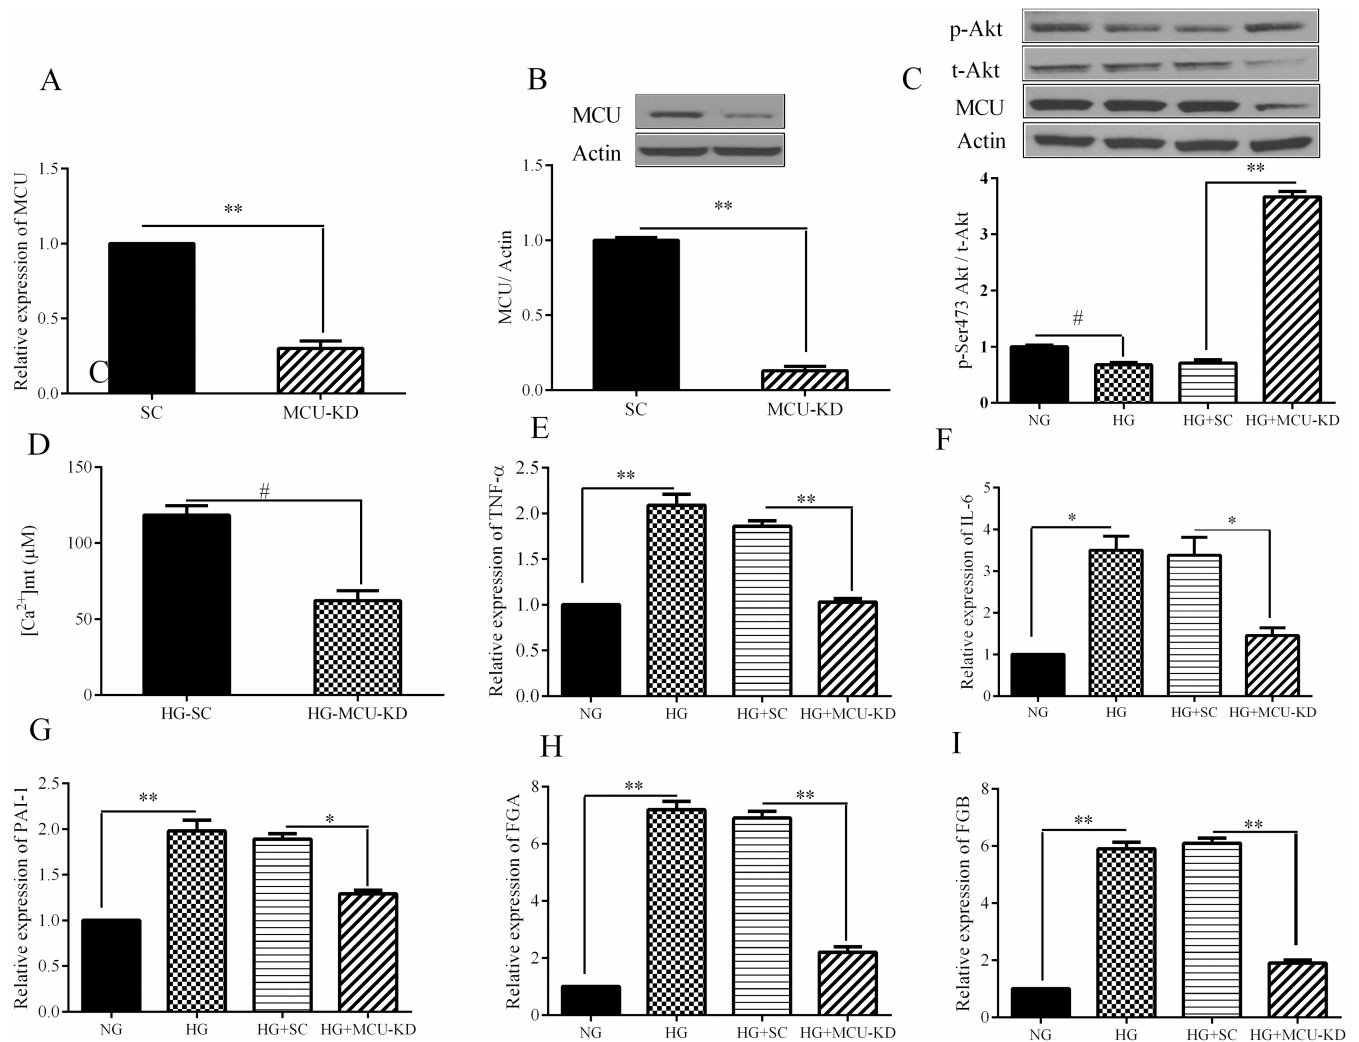 A
Relative expression of MCU
1.5
1.0
0.5
0.0
**
C
SC
MCU-KD
B
MCU
Actin
MCU/ Actin
1.5
1.0
0.5
0.0
**
SC
MCU-KD
C
p-Akt
t-Akt
MCU
Actin
p-Ser473 Akt / t-Akt
4
3
2
1
0
#
**
NG
HG
HG+SC
HG+MCU-KD
D
[Ca2+]mt (μM)
150
100
50
0
#
HG-SC
HG-MCU-KD
E
Relative expression of TNF-α
2.5
2.0
1.5
1.0
0.5
0.0
**
**
NG
HG
HG+SC
HG+MCU-KD
F
Relative expression of IL-6
5
4
3
2
1
0
*
*
NG
HG
HG+SC
HG+MCU-KD
G
Relative expression of PAI-1
2.5
2.0
1.5
1.0
0.5
0.0
**
*
NG
HG
HG+SC
HG+MCU-KD
H
Relative expression of FGA
8
6
4
2
0
**
**
NG
HG
HG+SC
HG+MCU-KD
I
Relative expression of FGB
8
6
4
2
0
**
**
NG
HG
HG+SC
HG+MCU-KD